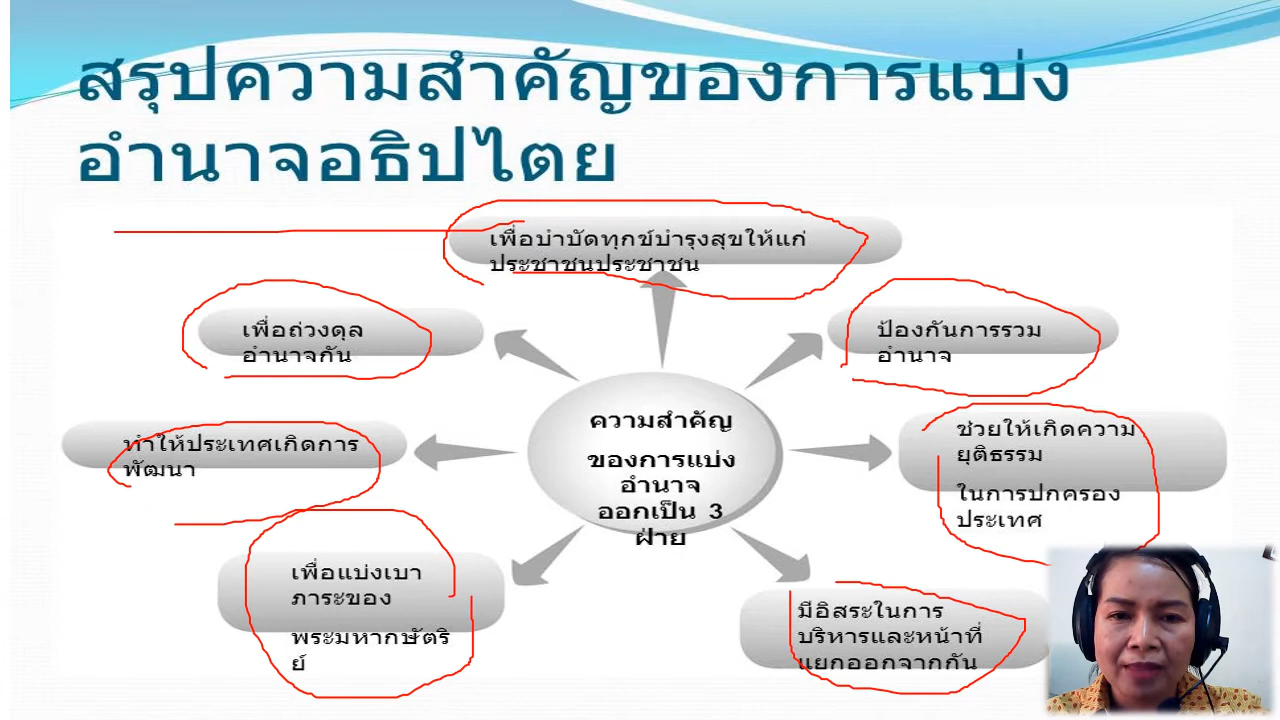 สรุปความสำคัญของการแบ่ง
อำนาจอธิปไตย
เพื่อบำบัดทุกข์บำรุงสุขให้แก่
ประชาชนประชาชน
เพื่อถ่วงดุล
อำนาจกัน
ป้องกันการรวม
อำนาจ
ทำให้ประเทศเกิดการ
พัฒนา
ความสำคัญ
ของการแบ่ง
อำนาจ
ออกเป็น 3
ฝ่าย
ช่วยให้เกิดความ
ยุติธรรม
ในการปกครอง
ประเทศ
เพื่อแบ่งเบา
ภาระของ
พระมหากษัตริ
ย์
มีอิสระในการ
บริหารและหน้าที่
แยกออกจากกัน